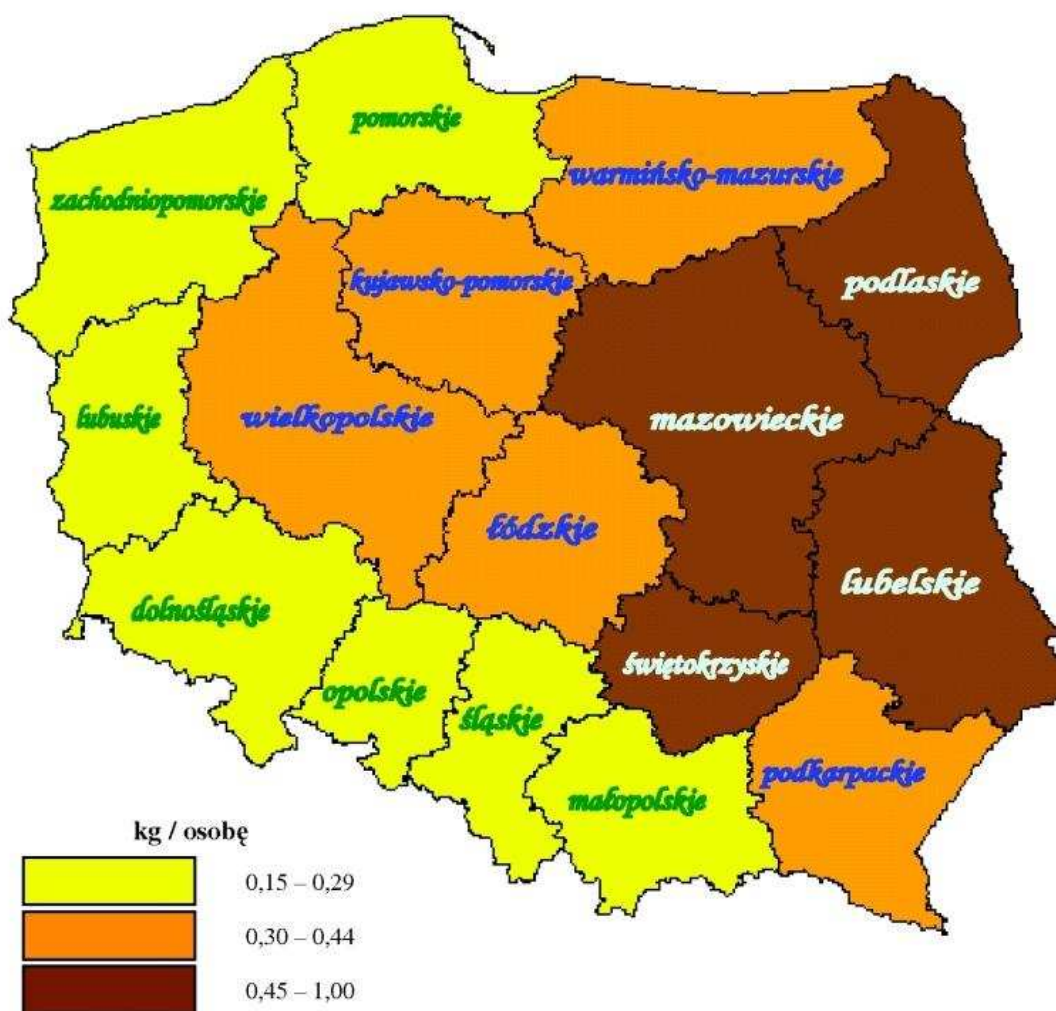 pomorskie
warmińsko-mazurskie
zachodniopomorskie
kujawsko-pomorskie
podlaskie
lubuskie
wielkopolskie
mazowieckie
łódzkie
lubelskie
dolnośląskie
świętokrzyskie
opolskie
śląskie
podkarpackie
małopolskie
kg / osobę
0,15 – 0,29
0,30 – 0,44
0,45 – 1,00